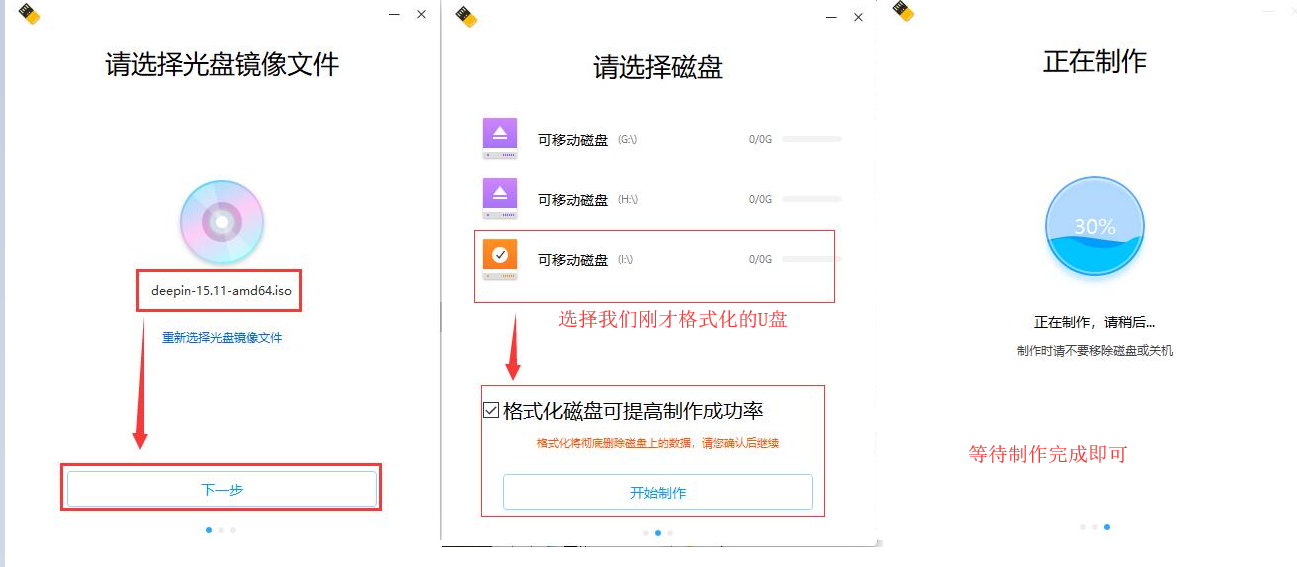 请选择光盘镜像文件
deepin-15.11-amd64.iso
重新选择光盘镜像文件
下一步
请选择磁盘
可移动磁盘 (G:\) 0/0G
可移动磁盘 (H:\) 0/0G
可移动磁盘 (I:\) 0/0G
选择我们刚才格式化的U盘
格式化磁盘可提高制作成功率
格式化将彻底删除磁盘上的数据，请您确认后继续
开始制作
正在制作
30%
正在制作，请稍后...
制作时请不要移除磁盘或关机
等待制作完成即可